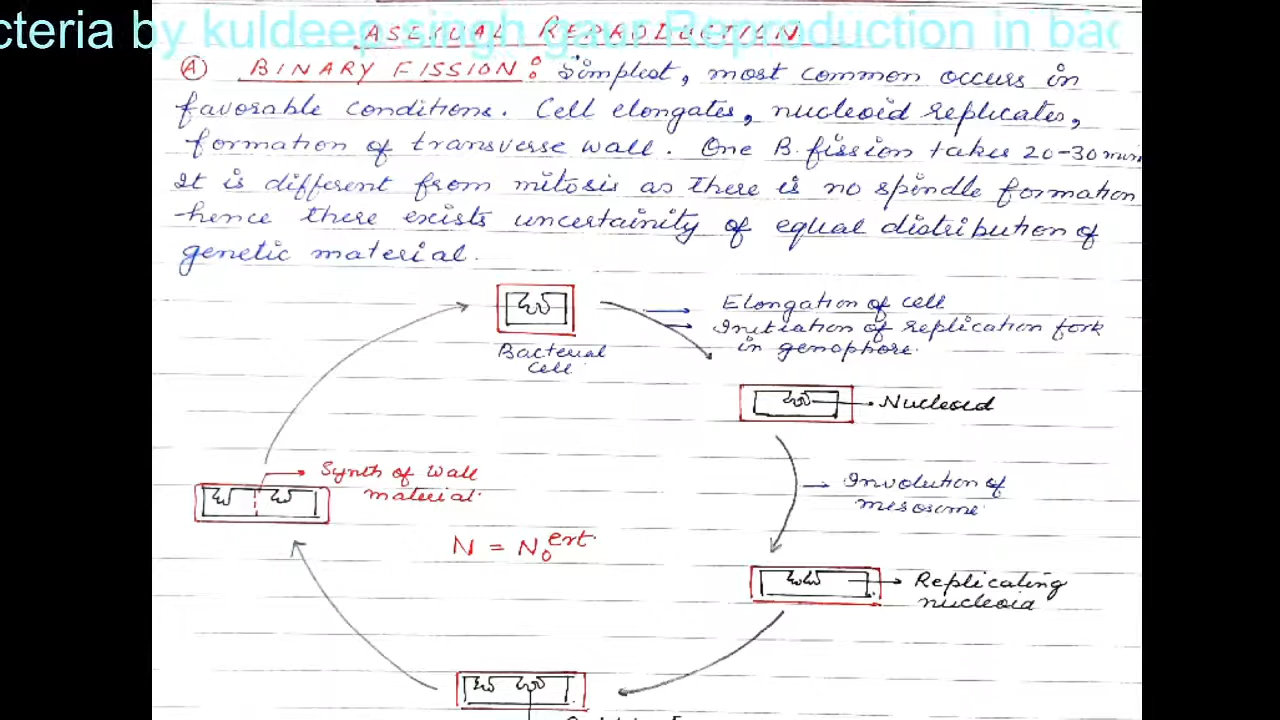 cteria by kuldeep singh gaur Reproduction in bac
ASEXUAL REPRODUCTION
(A) BINARY FISSION: Simplest, most common occurs in
favorable conditions. Cell elongates, nucleoid replicates,
formation of transverse wall. One B. fission takes 20-30 min
It is different from mitosis as there is no spindle formation
hence there exists uncertainity of equal distribution of
genetic material.
Bacterial
Cell
Elongation of cell
Initiation of replication fork
in genophore.
Nucleoid
Involution of
mesosome
Replicating
nucleoid
Synth of wall
material.
N = N₀ᵉʳᵗ